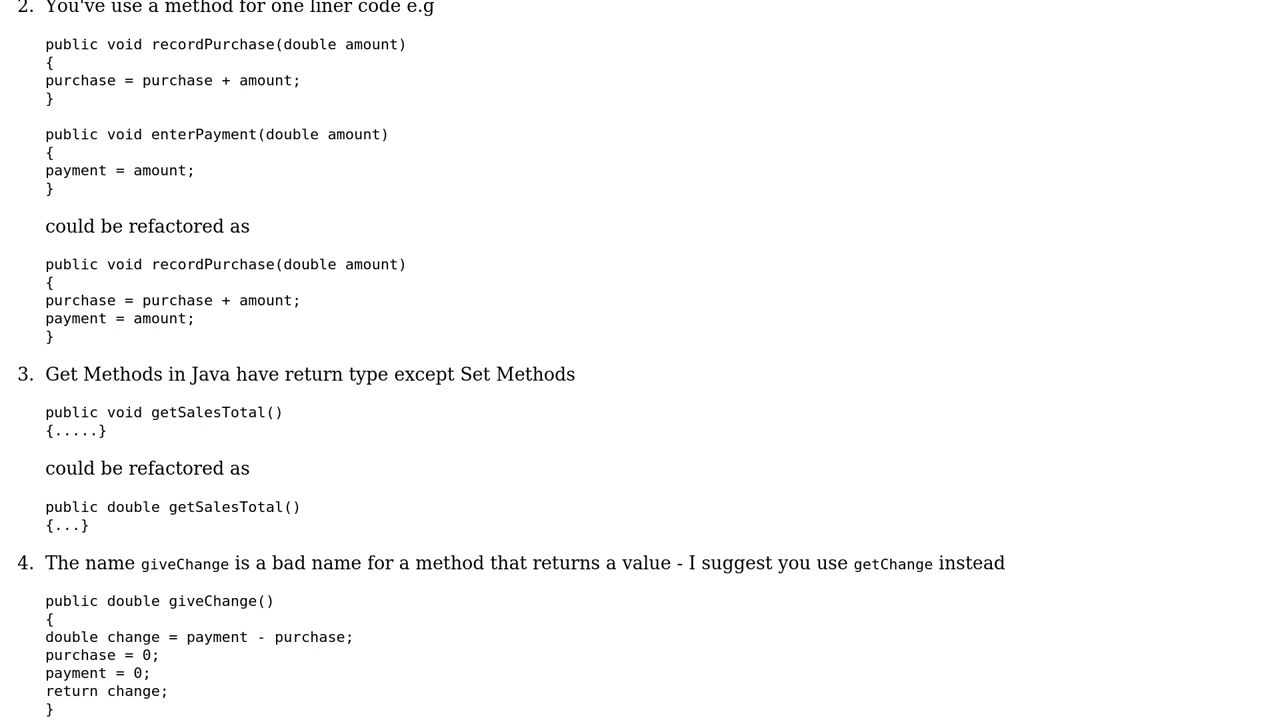 2. You've use a method for one liner code e.g
public void recordPurchase(double amount)
{
purchase = purchase + amount;
}
public void enterPayment(double amount)
{
payment = amount;
}
could be refactored as
public void recordPurchase(double amount)
{
purchase = purchase + amount;
payment = amount;
}
3. Get Methods in Java have return type except Set Methods
public void getSalesTotal()
{.....}
could be refactored as
public double getSalesTotal()
{...}
4. The name giveChange is a bad name for a method that returns a value - I suggest you use getChange instead
public double giveChange()
{
double change = payment - purchase;
purchase = 0;
payment = 0;
return change;
}